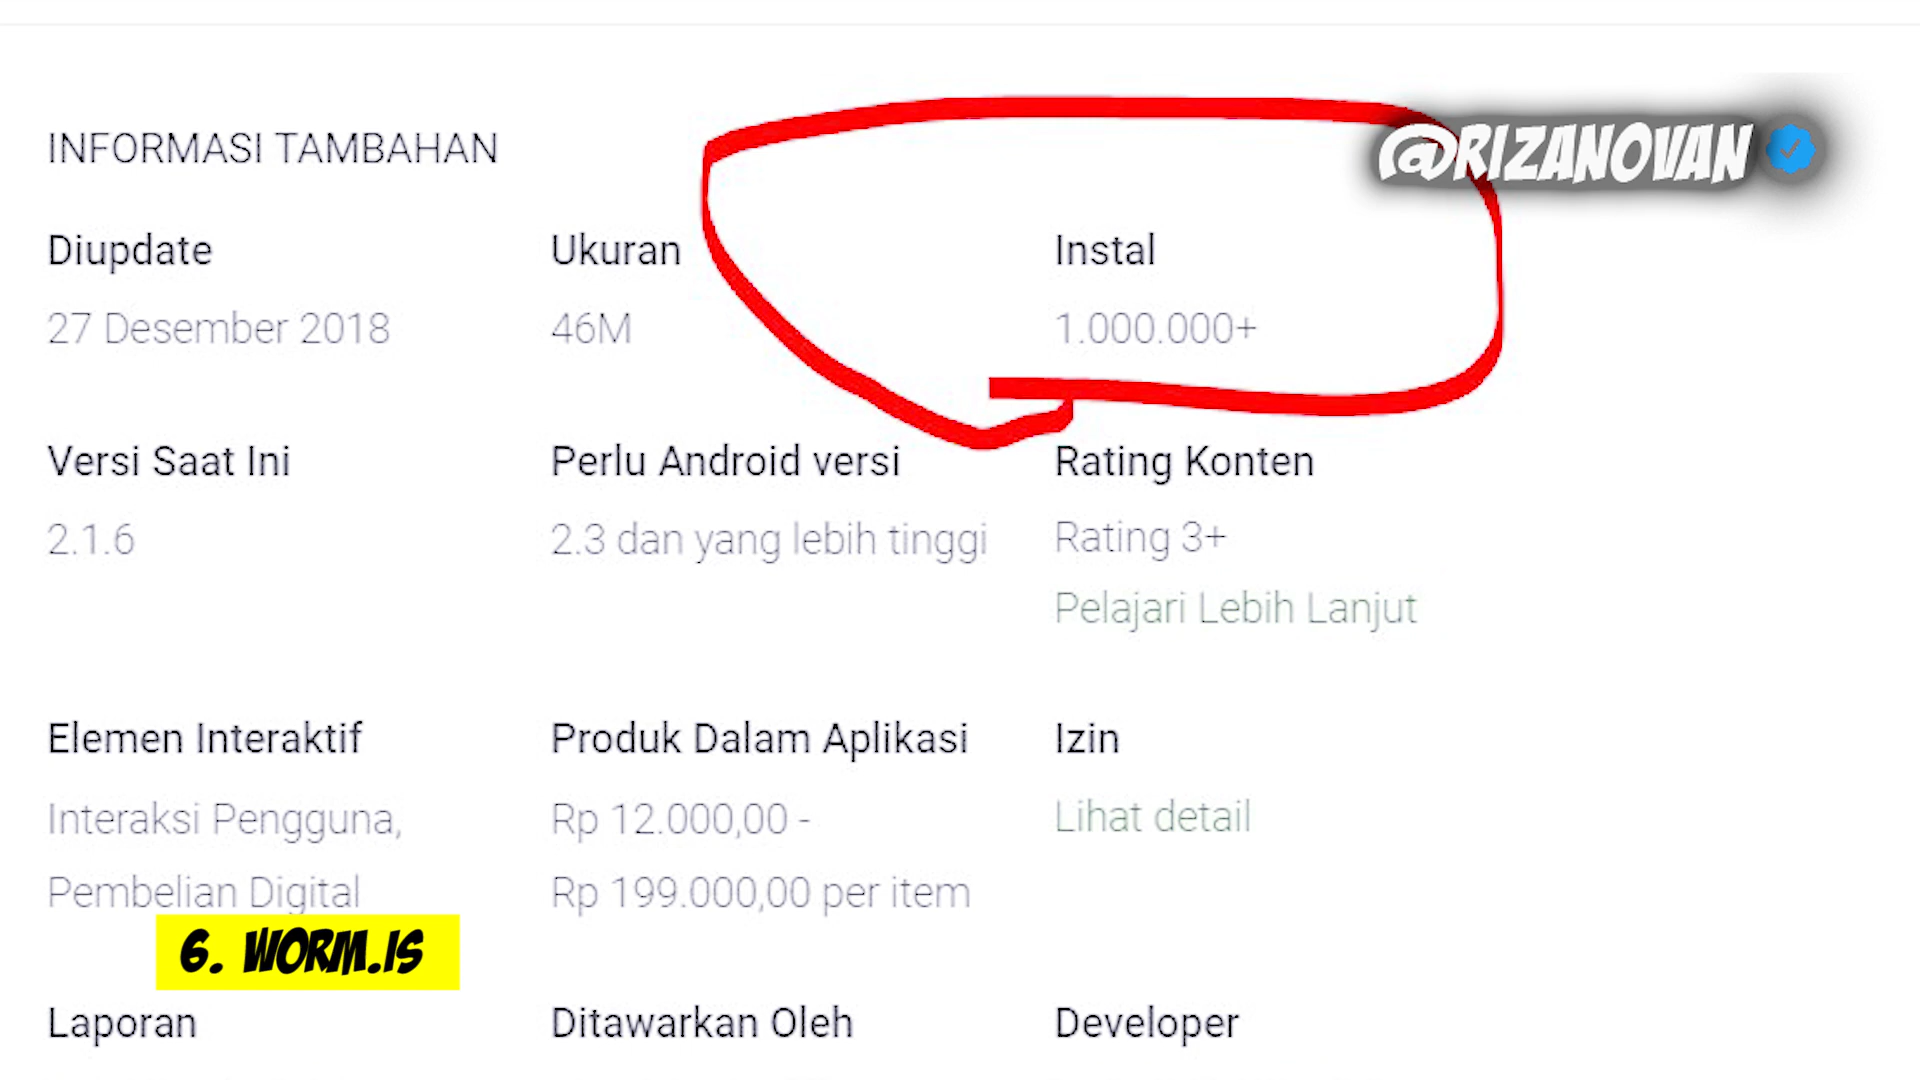 INFORMASI TAMBAHAN
@RIZANOVAN
Diupdate
Ukuran
Instal
27 Desember 2018
46M
1.000.000+
Versi Saat Ini
Perlu Android versi
Rating Konten
2.1.6
2.3 dan yang lebih tinggi
Rating 3+
Pelajari Lebih Lanjut
Elemen Interaktif
Produk Dalam Aplikasi
Izin
Interaksi Pengguna,
Rp 12.000,00 -
Lihat detail
Pembelian Digital
Rp 199.000,00 per item
6. WORM.IS
Laporan
Ditawarkan Oleh
Developer